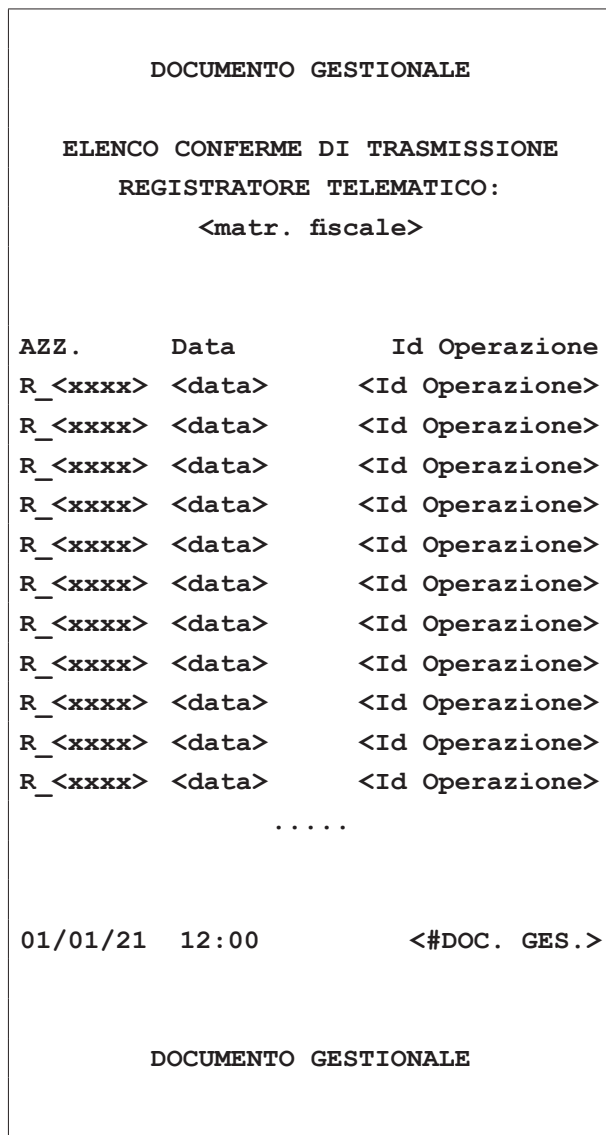 DOCUMENTO GESTIONALE
ELENCO CONFERME DI TRASMISSIONE
REGISTRATORE TELEMATICO:
<matr. fiscale>
AZZ. Data Id Operazione
R_<xxxx> <data> <Id Operazione>
R_<xxxx> <data> <Id Operazione>
R_<xxxx> <data> <Id Operazione>
R_<xxxx> <data> <Id Operazione>
R_<xxxx> <data> <Id Operazione>
R_<xxxx> <data> <Id Operazione>
R_<xxxx> <data> <Id Operazione>
R_<xxxx> <data> <Id Operazione>
R_<xxxx> <data> <Id Operazione>
R_<xxxx> <data> <Id Operazione>
R_<xxxx> <data> <Id Operazione>
.....
01/01/21 12:00 <#DOC. GES.>
DOCUMENTO GESTIONALE